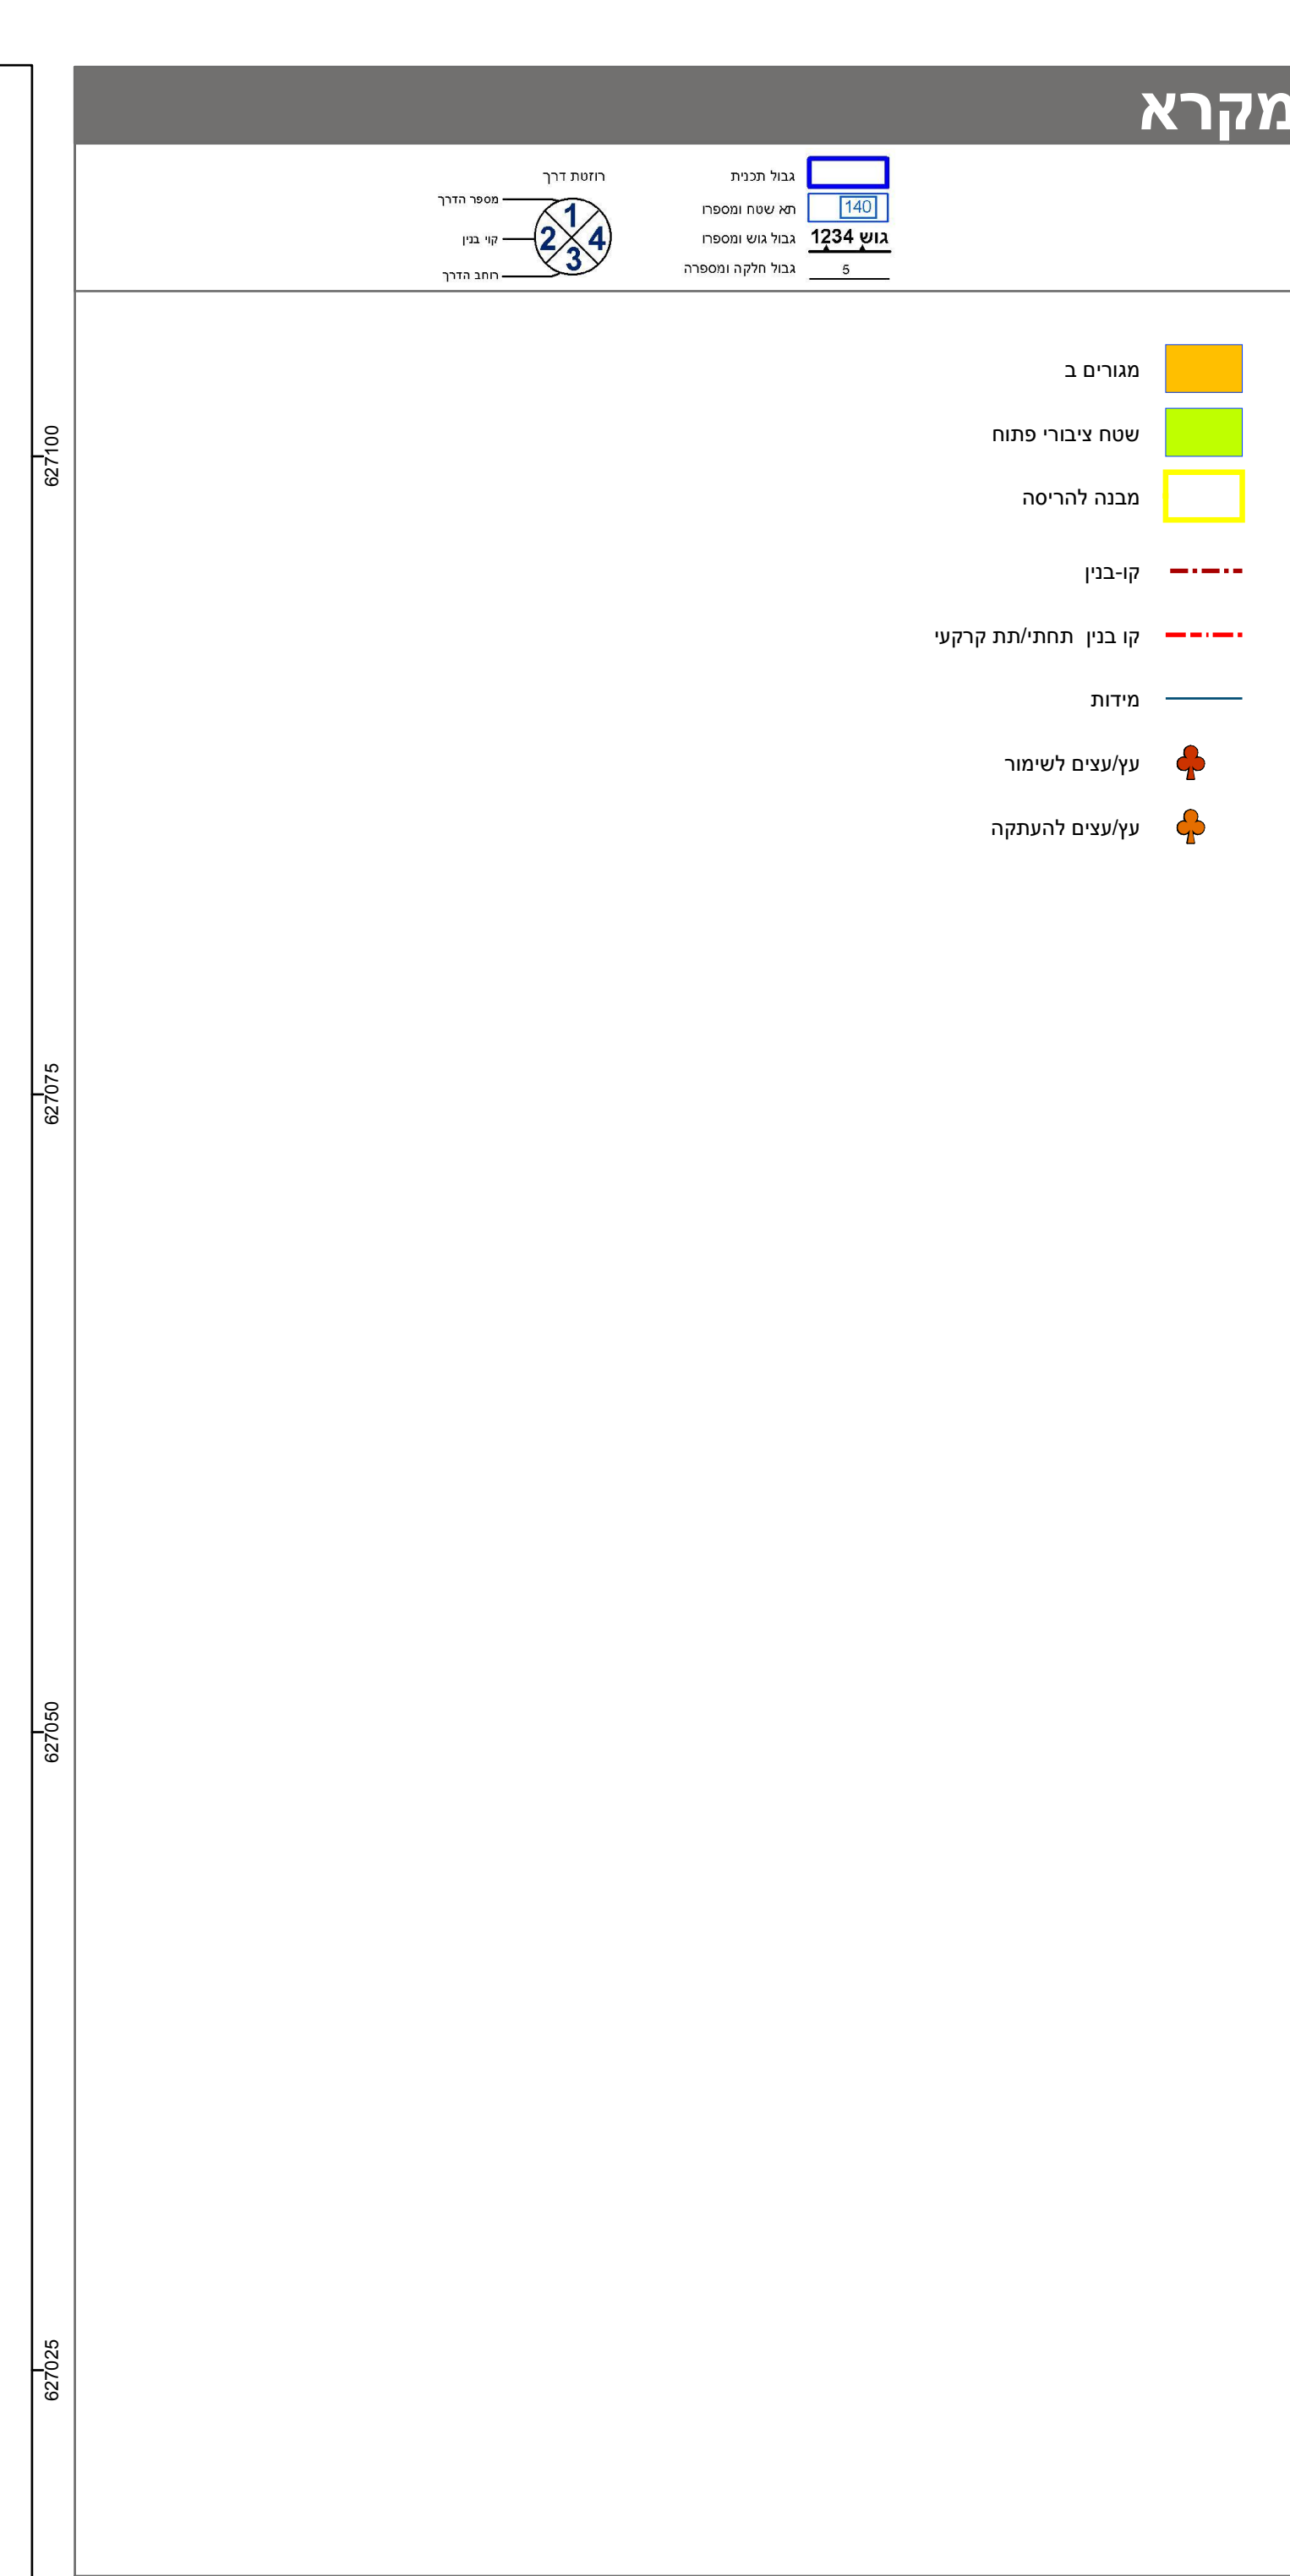 מקרא
גבול תכנית
140
תא שטח ומספרו
גוש 1234
גבול גוש ומספרו
5
גבול חלקה ומספרה
רוזטת דרך
מספר הדרך
קוי בנין
רוחב הדרך
1
2 4
3
מגורים ב
שטח ציבורי פתוח
מבנה להריסה
קו-בנין
קו בנין תחתי/תת קרקעי
מידות
עץ/עצים לשימור
עץ/עצים להעתקה
627100
627075
627050
627025